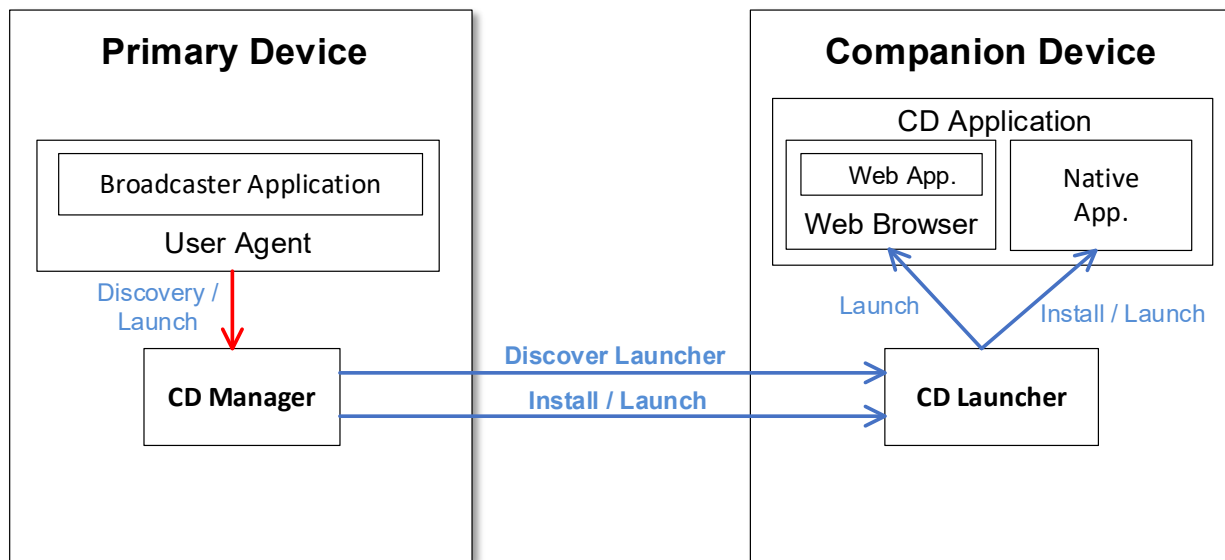 Primary Device
Broadcaster Application
User Agent
Discovery /
Launch
CD Manager
Discover Launcher
Install / Launch
Companion Device
CD Application
Web App.
Web Browser
Native
App.
Launch
Install / Launch
CD Launcher